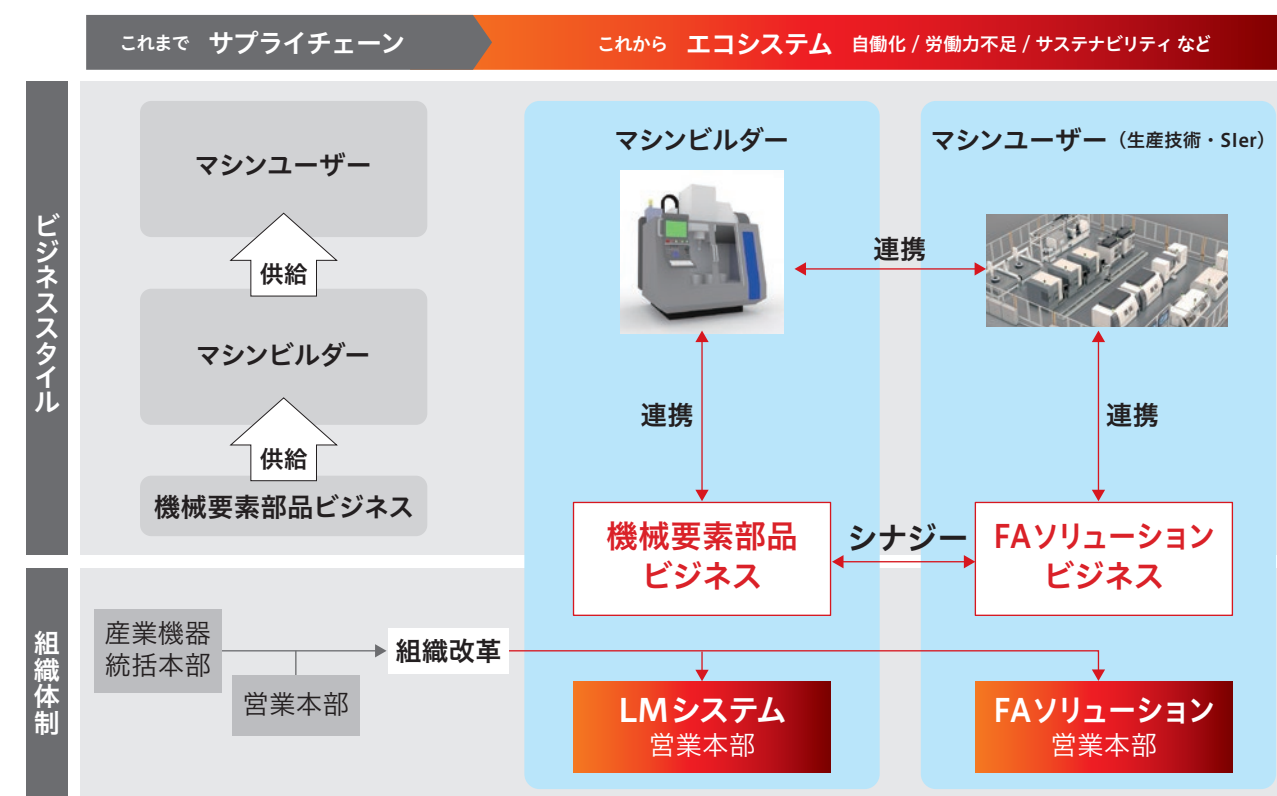 これまで サプライチェーン
これから エコシステム 自働化 / 労働力不足 / サステナビリティ など
ビジネススタイル
マシンユーザー
供給
マシンビルダー
供給
機械要素部品ビジネス
マシンビルダー
マシンユーザー（生産技術・SIer）
連携
連携
連携
機械要素部品
ビジネス
シナジー
FAソリューション
ビジネス
組織体制
産業機器
統括本部
営業本部
組織改革
LMシステム
営業本部
FAソリューション
営業本部